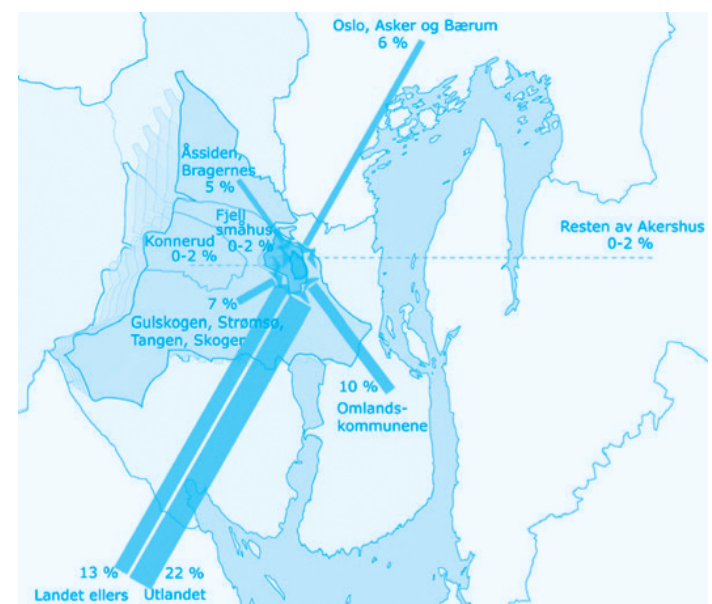 Oslo, Asker og Bærum
6 %
Åssiden,
Bragernes
5 %
Fjell
småhus
0-2 %
Konnerud
0-2 %
Resten av Akershus
0-2 %
7 %
Gulskogen, Strømsø,
Tangen, Skoger
10 %
Omlands-
kommunene
13 %
Landet ellers
22 %
Utlandet